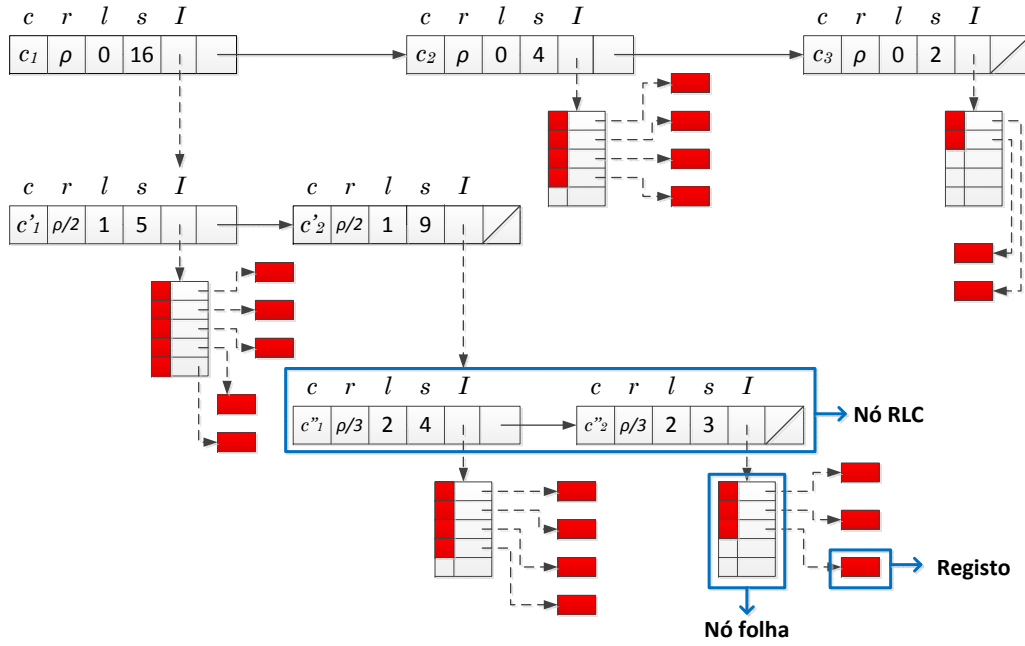 c r l s I
c r l s I
c r l s I
c₁ ρ 0 16
c₂ ρ 0 4
c₃ ρ 0 2
c r l s I
c r l s I
c'₁ ρ/2 1 5
c'₂ ρ/2 1 9
c r l s I
c r l s I
c"₁ ρ/3 2 4
c"₂ ρ/3 2 3
Nó RLC
Registo
Nó folha